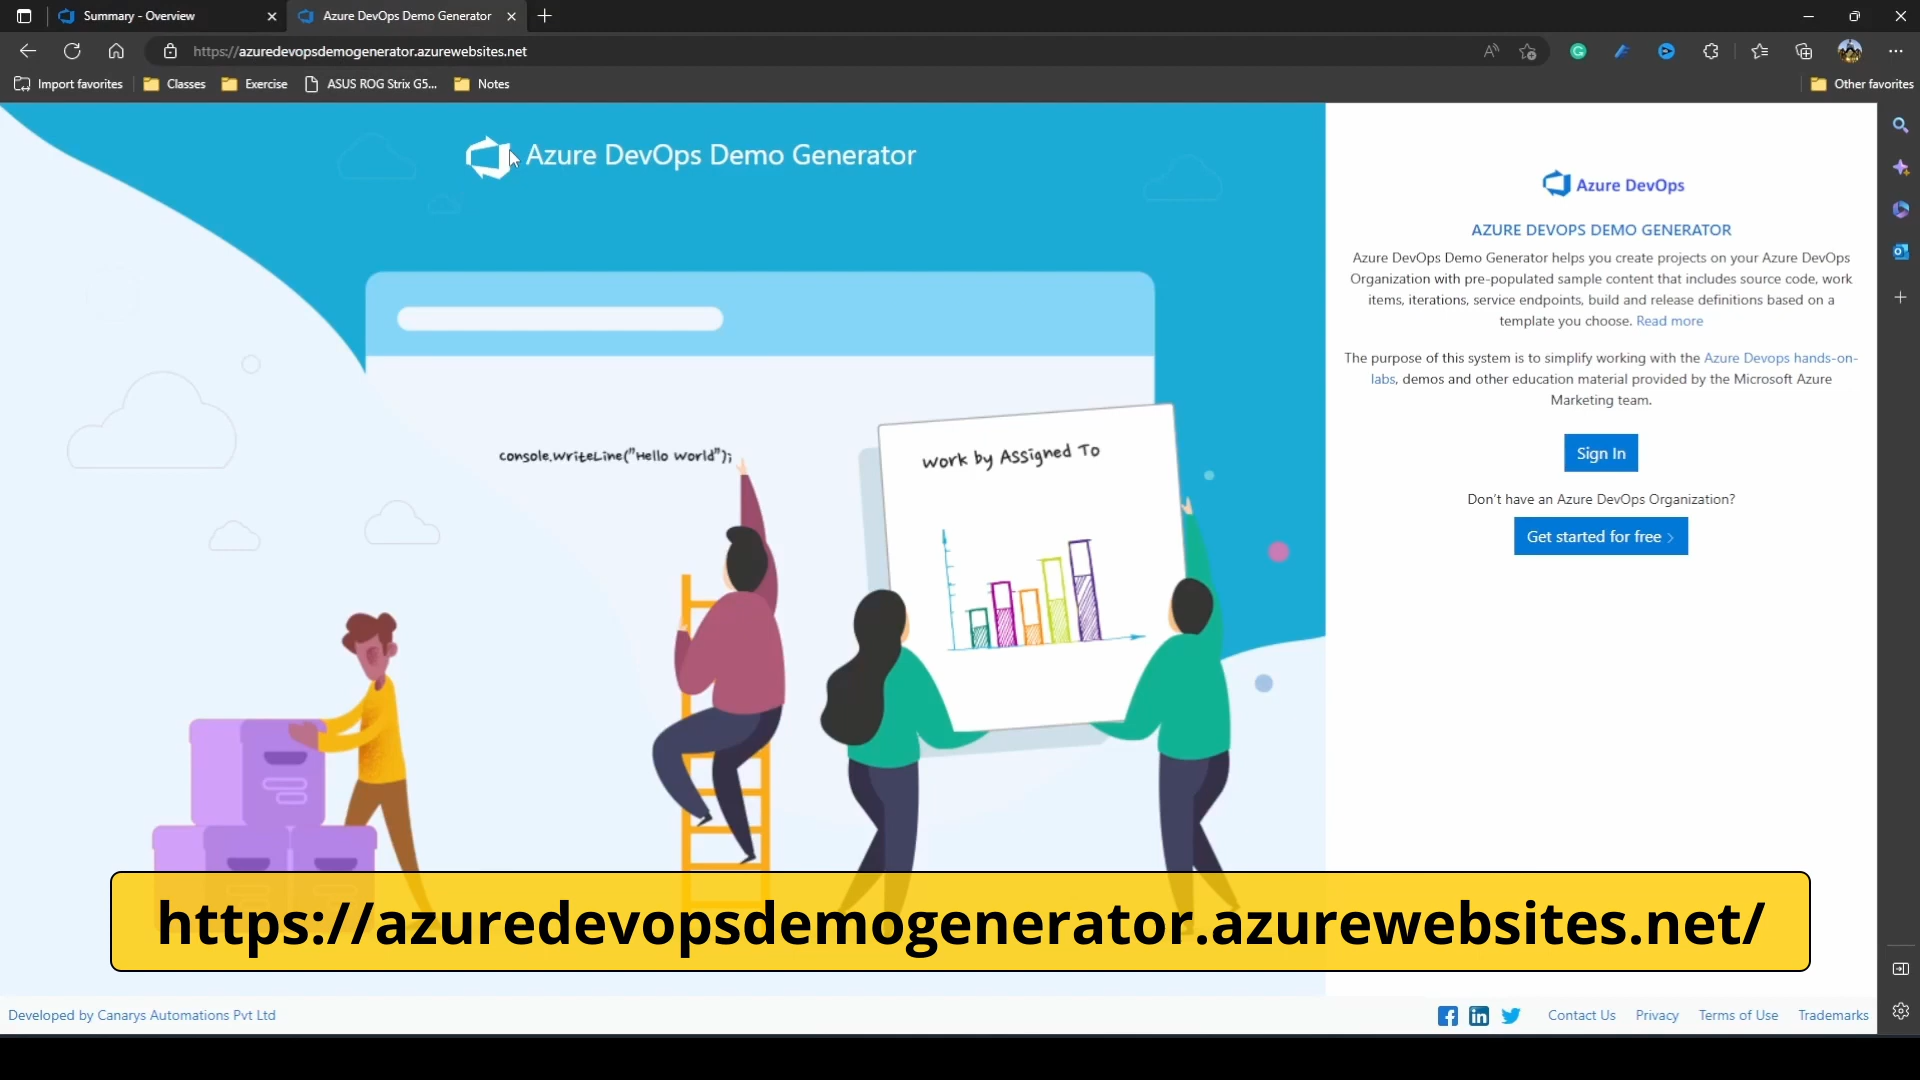 Summary - Overview
Azure DevOps Demo Generator
https://azuredevopsdemogenerator.azurewebsites.net
Import favorites
Classes
Exercise
ASUS ROG Strix G5...
Notes
Other favorites
Azure DevOps Demo Generator
console.WriteLine("Hello World");
Work by Assigned To
Azure DevOps
AZURE DEVOPS DEMO GENERATOR
Azure DevOps Demo Generator helps you create projects on your Azure DevOps
Organization with pre-populated sample content that includes source code, work
items, iterations, service endpoints, build and release definitions based on a
template you choose. Read more
The purpose of this system is to simplify working with the Azure Devops hands-on-
labs, demos and other education material provided by the Microsoft Azure
Marketing team.
Sign In
Don't have an Azure DevOps Organization?
Get started for free >
https://azuredevopsdemogenerator.azurewebsites.net/
Developed by Canarys Automations Pvt Ltd
Contact Us
Privacy
Terms of Use
Trademarks